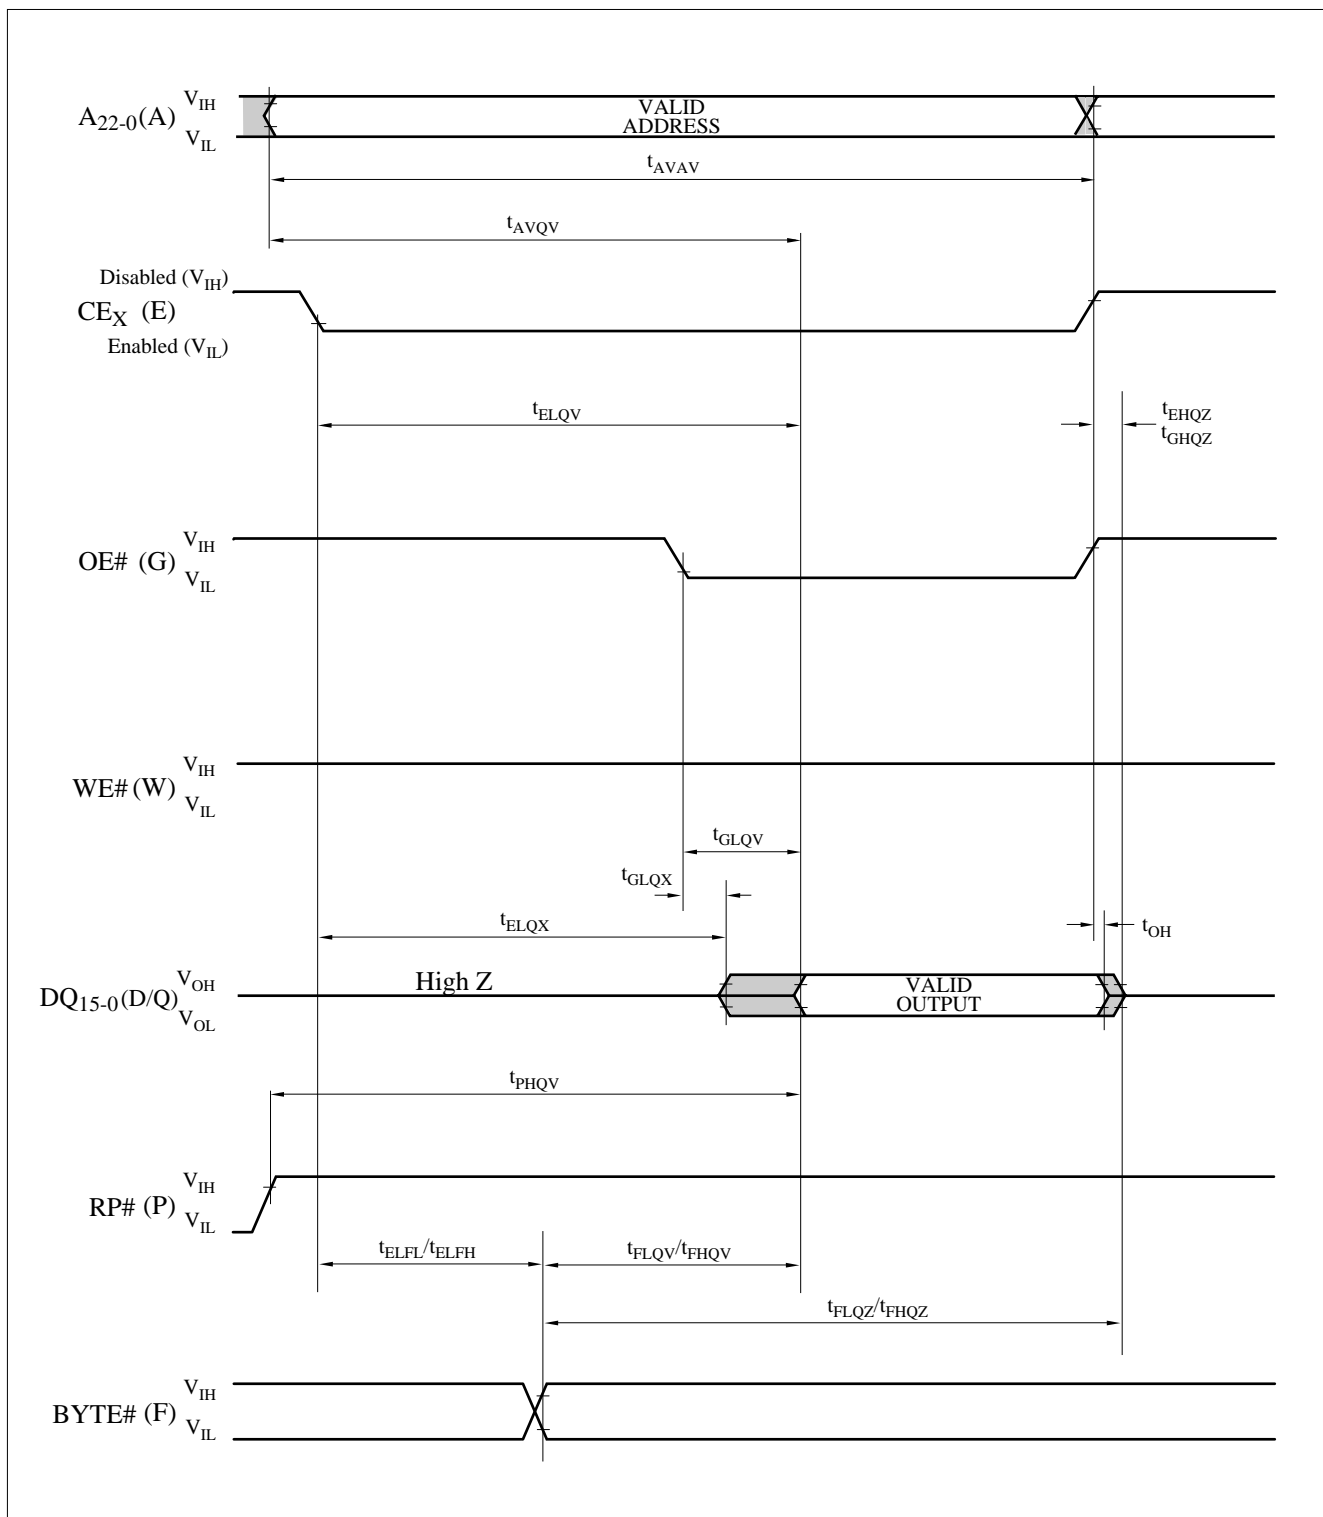 A22-0(A) VIH
VIL
VALID
ADDRESS
tAVAV
tAVQV
Disabled (VIH)
CEX (E)
Enabled (VIL)
tELQV
tEHQZ
tGHQZ
OE# (G) VIH
VIL
WE# (W) VIH
VIL
tGLQV
tGLQX
tELQX
tOH
DQ15-0(D/Q) VOH
VOL
High Z
VALID
OUTPUT
tPHQV
RP# (P) VIH
VIL
tELFL/tELFH
tFLQV/tFHQV
tFLQZ/tFHQZ
BYTE# (F) VIH
VIL